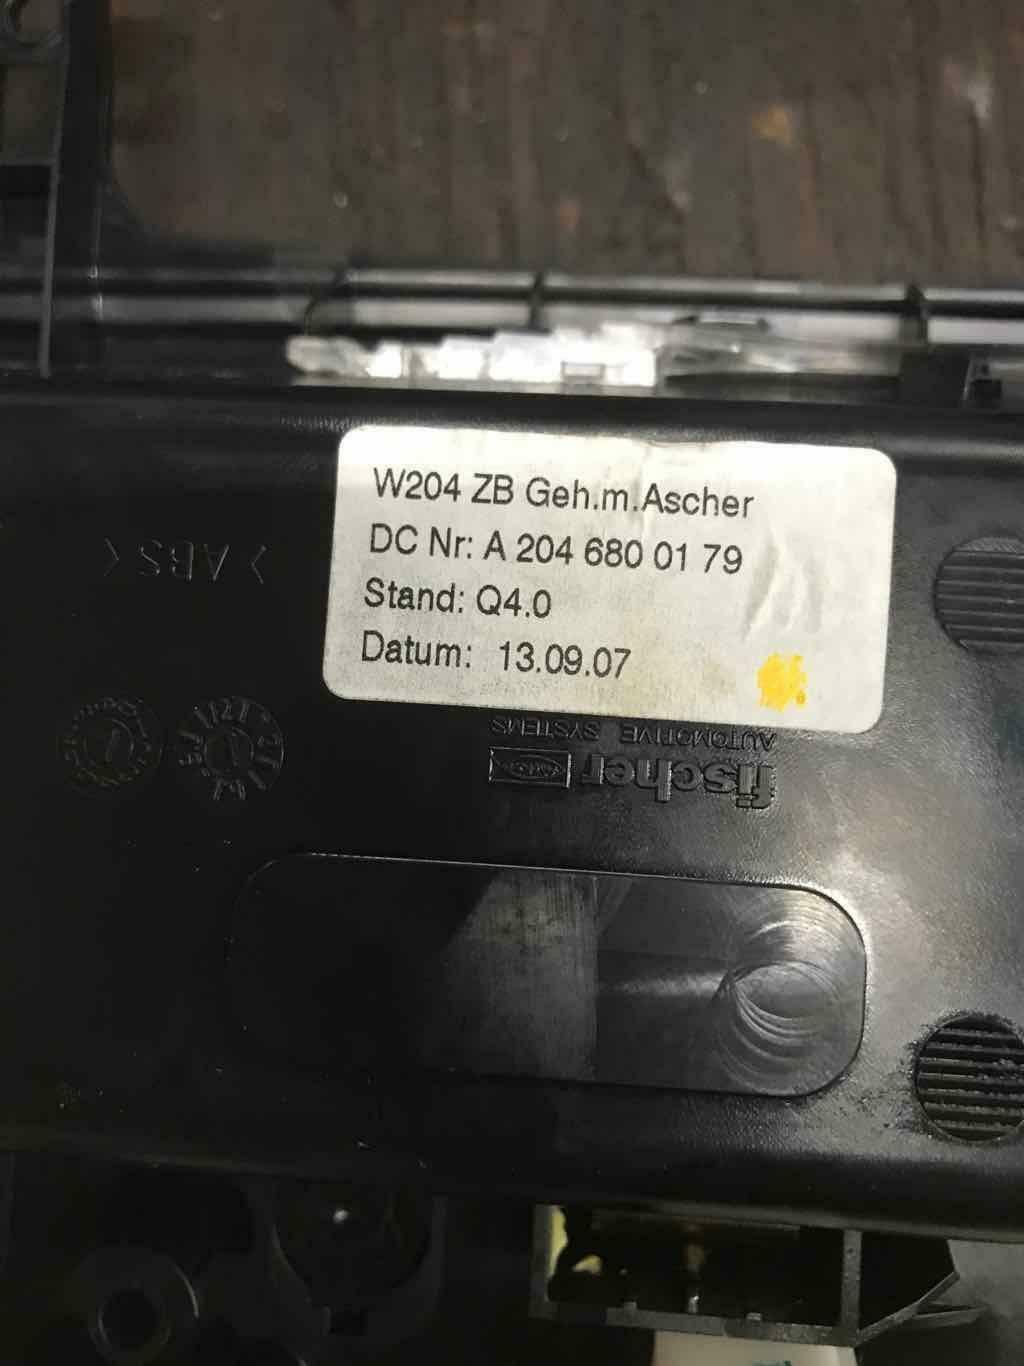 W204 ZB Geh.m.Ascher
DC Nr: A 204 680 01 79
Stand: Q4.0
Datum: 13.09.07
>ABS<
AUTOMOTIVE SYSTEMS
fischer